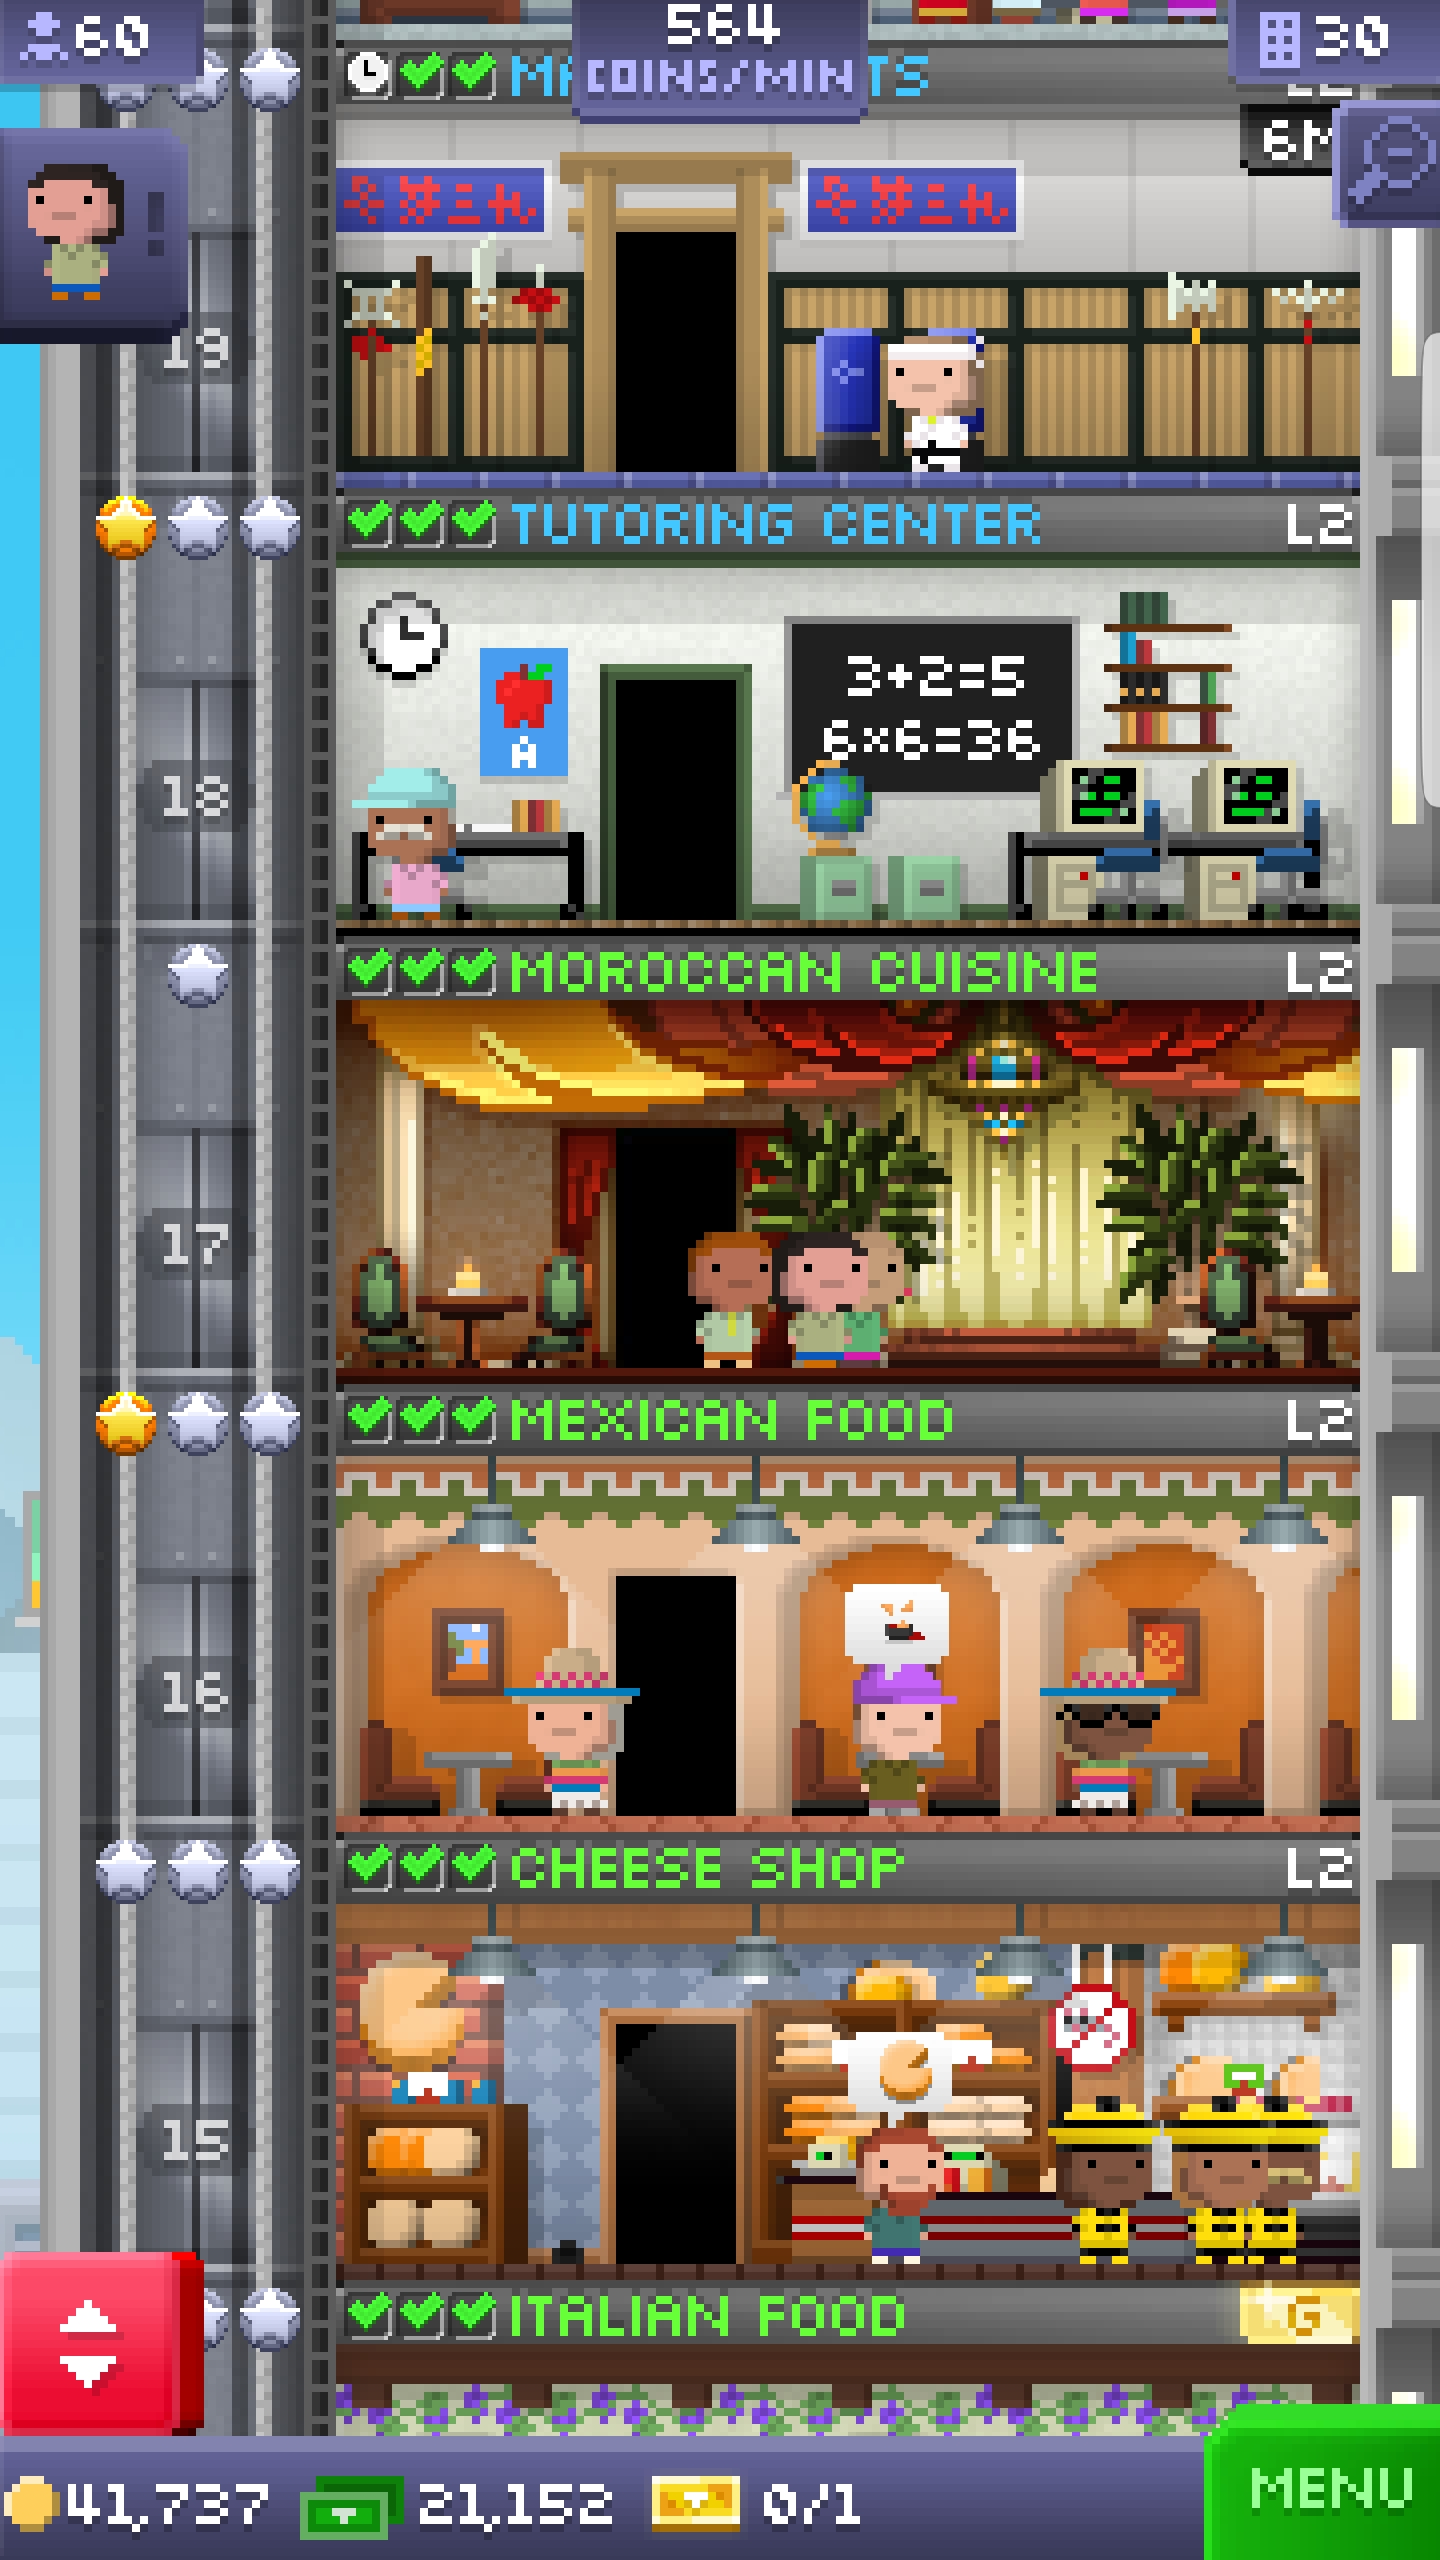 60
564
COINS/MIN
30
MA
TS
6M
19
TUTORING CENTER
L2
3+2=5
6×6=36
A
18
MOROCCAN CUISINE
L2
17
MEXICAN FOOD
L2
16
CHEESE SHOP
L2
15
ITALIAN FOOD
G
41,737
21,152
0/1
MENU